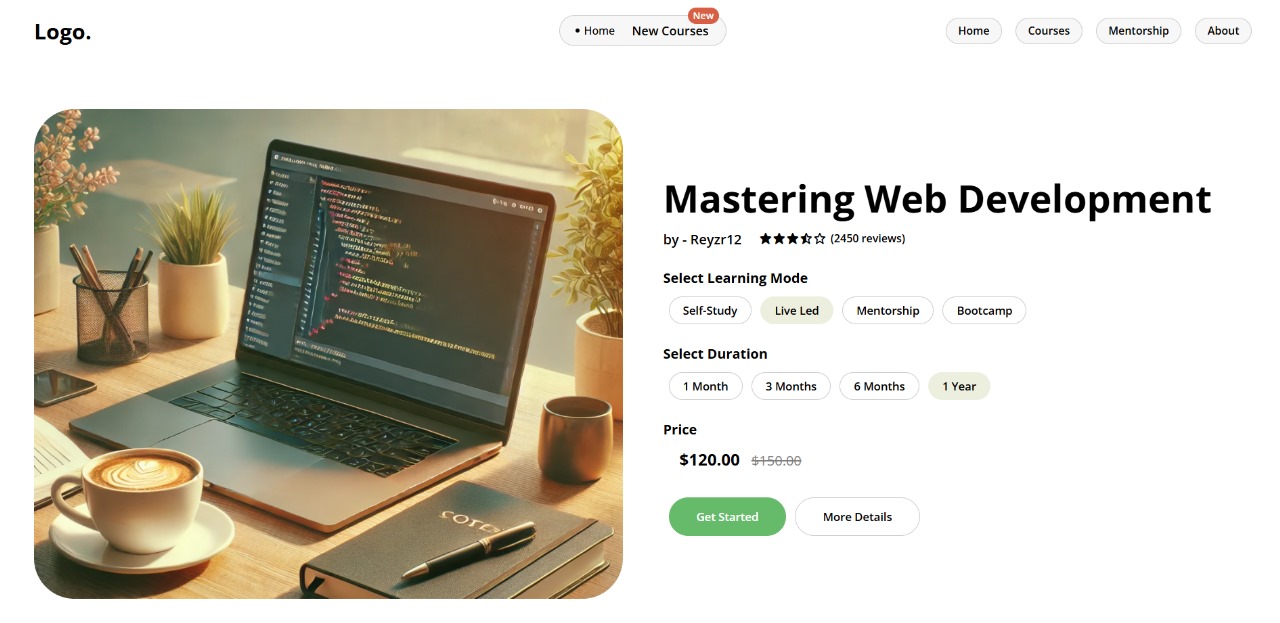 Logo.
New
• Home New Courses
Home Courses Mentorship About
Mastering Web Development
by - Reyzr12 (2450 reviews)
Select Learning Mode
Self-Study Live Led Mentorship Bootcamp
Select Duration
1 Month 3 Months 6 Months 1 Year
Price
$120.00 $150.00
Get Started More Details